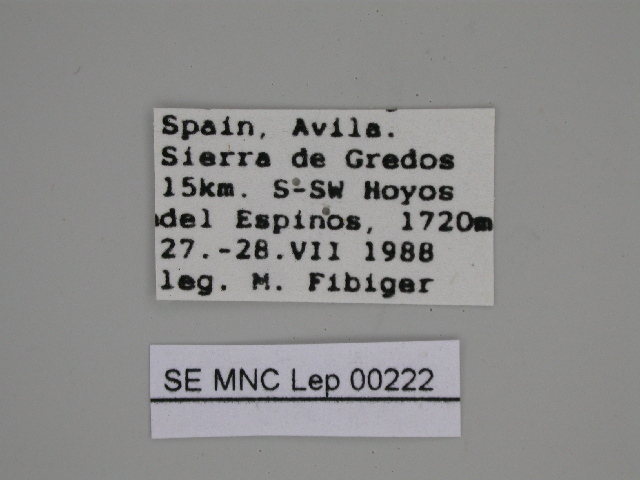 Spain, Avila.
Sierra de Gredos
15km. S-SW Hoyos
del Espinos, 1720m
27.-28.VII 1988
leg. M. Fibiger
SE MNC Lep 00222